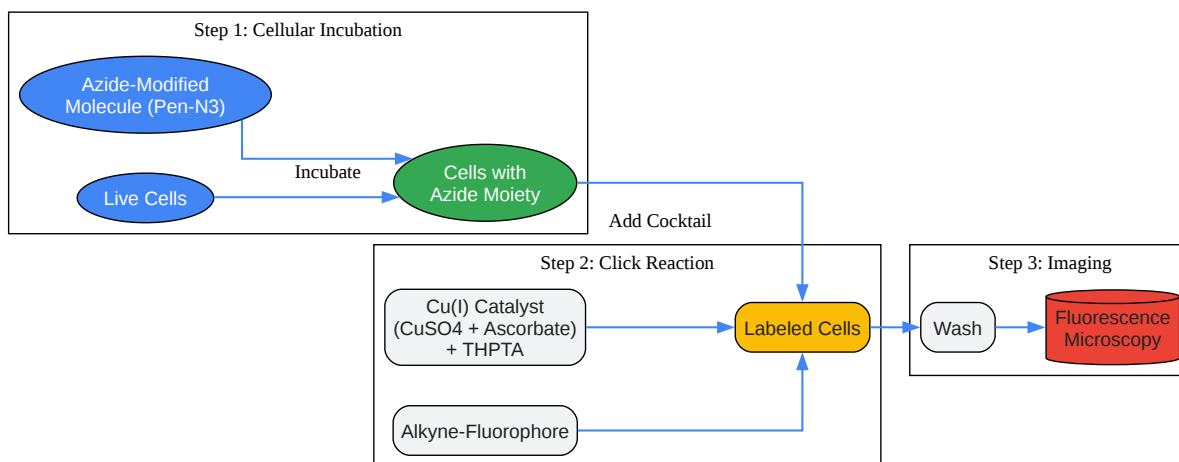 Step 1: Cellular Incubation
Azide-Modified
Molecule (Pen-N3)
Incubate
Live Cells
Cells with
Azide Moiety
Add Cocktail
Step 2: Click Reaction
Cu(I) Catalyst
(CuSO4 + Ascorbate)
+ THPTA
Alkyne-Fluorophore
Labeled Cells
Step 3: Imaging
Wash
Fluorescence
Microscopy